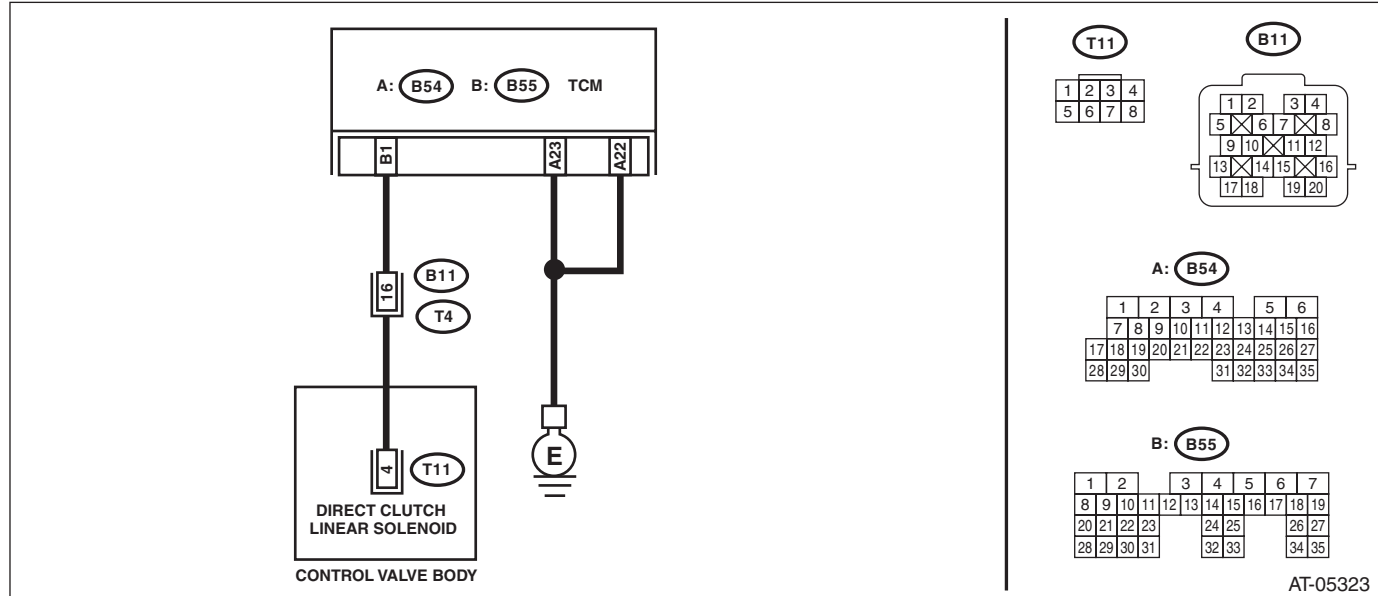 A: B54 B: B55 TCM
B1 A23 A22
16
B11
T4
4
T11
DIRECT CLUTCH
LINEAR SOLENOID
CONTROL VALVE BODY
E
T11
1 2 3 4
5 6 7 8
B11
1 2 3 4
5 6 7 8
9 10 11 12
13 14 15 16
17 18 19 20
A: B54
1 2 3 4 5 6
7 8 9 10 11 12 13 14 15 16
17 18 19 20 21 22 23 24 25 26 27
28 29 30 31 32 33 34 35
B: B55
1 2 3 4 5 6 7
8 9 10 11 12 13 14 15 16 17 18 19
20 21 22 23 24 25 26 27
28 29 30 31 32 33 34 35
AT-05323